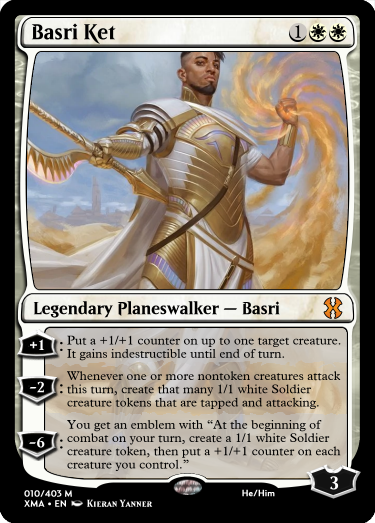 Basri Ket 1
Legendary Planeswalker — Basri
+1: Put a +1/+1 counter on up to one target creature.
It gains indestructible until end of turn.
-2: Whenever one or more nontoken creatures attack
this turn, create that many 1/1 white Soldier
creature tokens that are tapped and attacking.
-6: You get an emblem with “At the beginning of
combat on your turn, create a 1/1 white Soldier
creature token, then put a +1/+1 counter on each
creature you control.”
3
010/403 M He/Him
XMA • EN Kieran Yanner